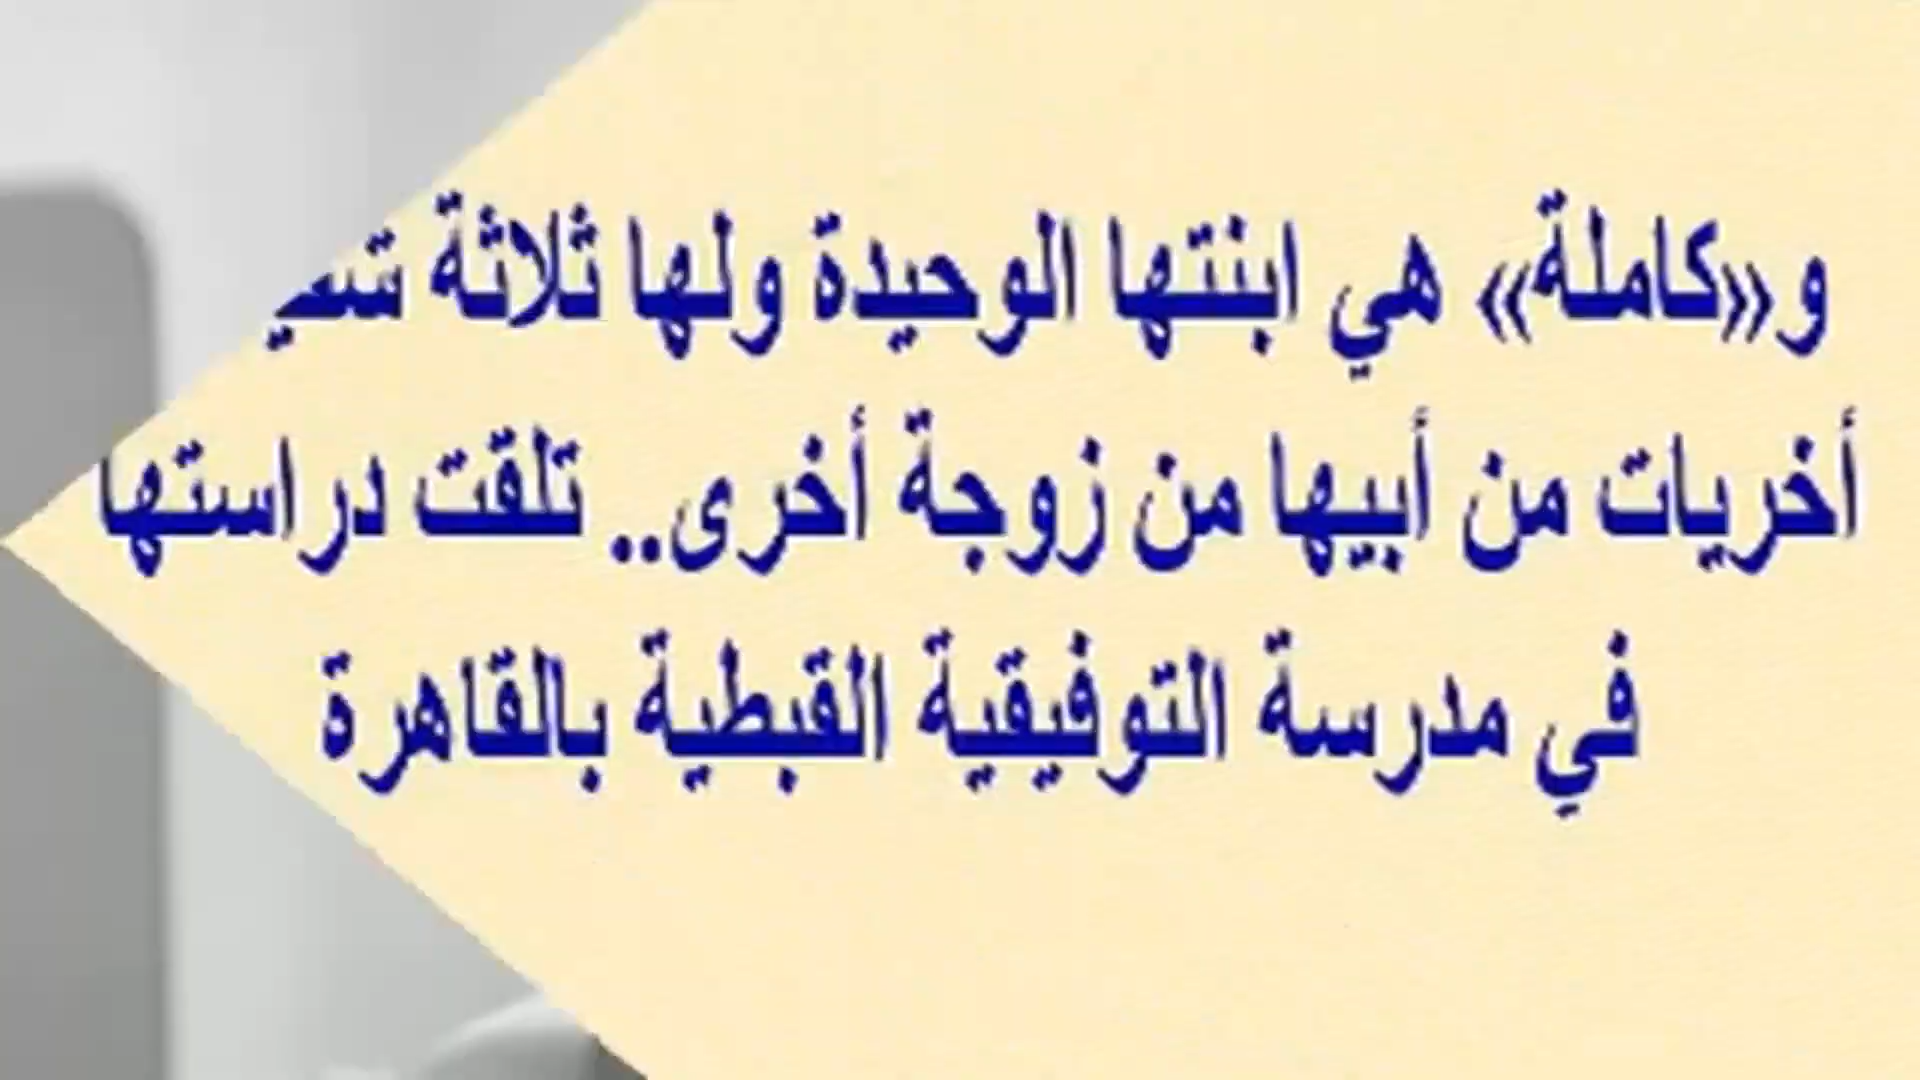 و«كاملة» هي ابنتها الوحيدة ولها ثلاثة
أخريات من أبيها من زوجة أخرى.. تلقت دراستها
في مدرسة التوفيقية القبطية بالقاهرة